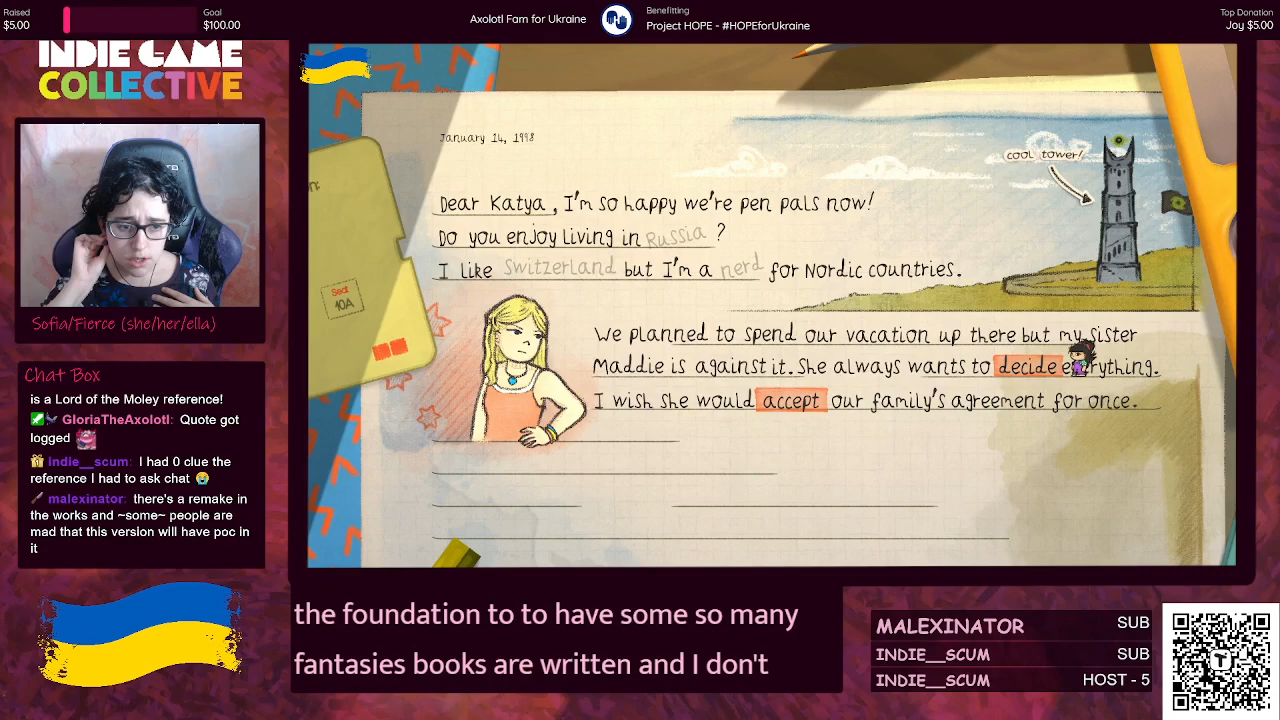 Raised
$5.00
Goal
$100.00
Axolotl Fam for Ukraine
Benefitting
Project HOPE - #HOPEforUkraine
Top Donation
Joy $5.00
INDIE GAME
COLLECTIVE
Sofia/Fierce (she/her/ella)
Chat Box
is a Lord of the Moley reference!
GloriaTheAxolotl: Quote got
logged
indie__scum: I had 0 clue the
reference I had to ask chat
malexinator: there's a remake in
the works and ~some~ people are
mad that this version will have poc in
it
January 14, 1998
cool tower!
Dear Katya, I'm so happy we're pen pals now!
Do you enjoy living in Russia ?
I like Switzerland but I'm a nerd for Nordic countries.
Seat
10A
We planned to spend our vacation up there but my sister
Maddie is against it. She always wants to decide everything.
I wish she would accept our family's agreement for once.
the foundation to to have some so many
fantasies books are written and I don't
MALEXINATOR SUB
INDIE__SCUM SUB
INDIE__SCUM HOST - 5
T